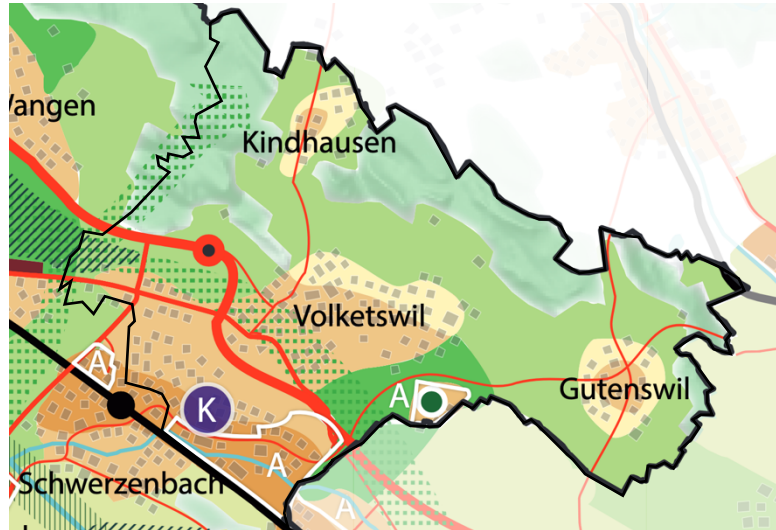 Wangen
Kindhausen
Volketswil
A
Gutenswil
A
K
A
Schwerzenbach
A